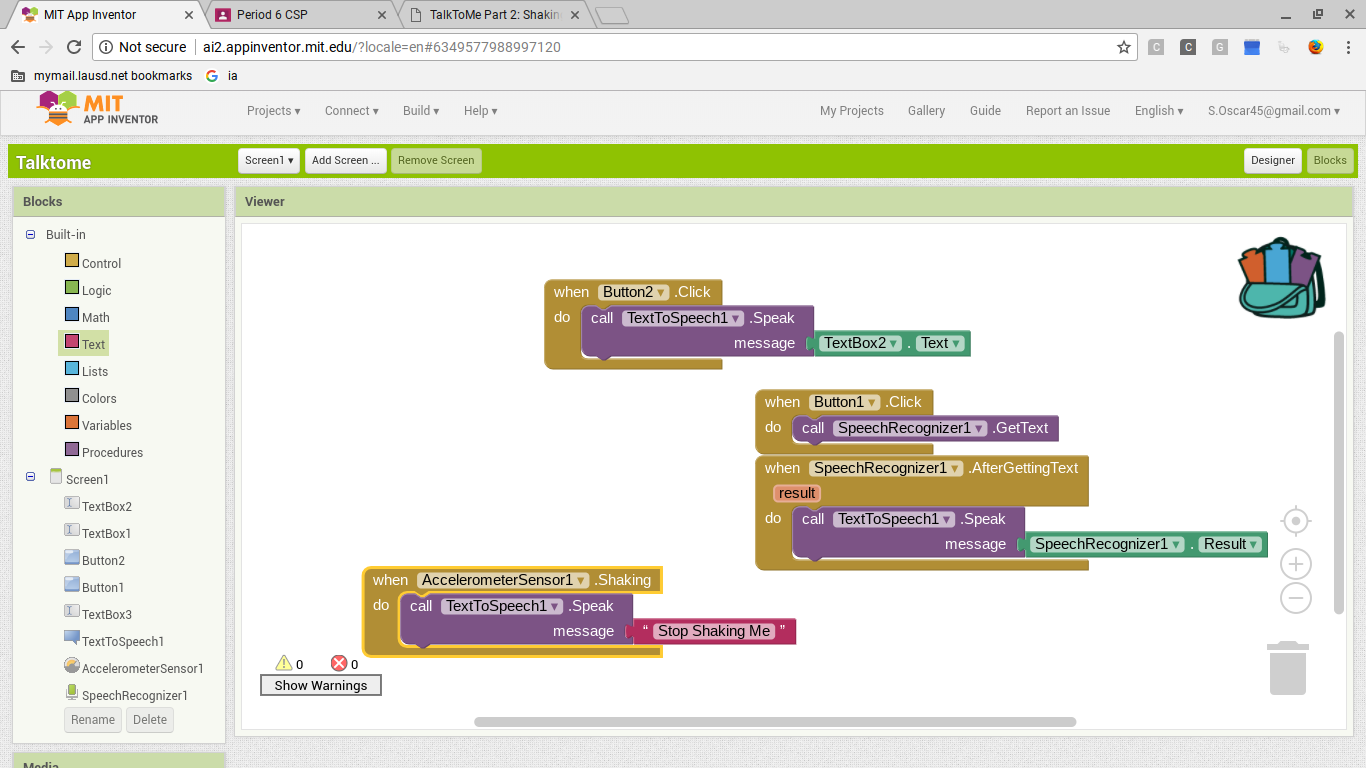 MIT App Inventor
Period 6 CSP
TalkToMe Part 2: Shakin
Not secure
ai2.appinventor.mit.edu/?locale=en#6349577988997120
C
C
G
mymail.lausd.net bookmarks
G
ia
MIT
APP INVENTOR
Projects
Connect
Build
Help
My Projects
Gallery
Guide
Report an Issue
English
S.Oscar45@gmail.com
Talktome
Screen1
Add Screen ...
Remove Screen
Designer
Blocks
Blocks
Built-in
Control
Logic
Math
Text
Lists
Colors
Variables
Procedures
Screen1
TextBox2
TextBox1
Button2
Button1
TextBox3
TextToSpeech1
AccelerometerSensor1
SpeechRecognizer1
Rename
Delete
Media
Viewer
when Button2 .Click
do call TextToSpeech1 .Speak
message TextBox2 . Text
when Button1 .Click
do call SpeechRecognizer1 .GetText
when SpeechRecognizer1 .AfterGettingText
result
do call TextToSpeech1 .Speak
message SpeechRecognizer1 . Result
when AccelerometerSensor1 .Shaking
do call TextToSpeech1 .Speak
message “ Stop Shaking Me ”
0
0
Show Warnings